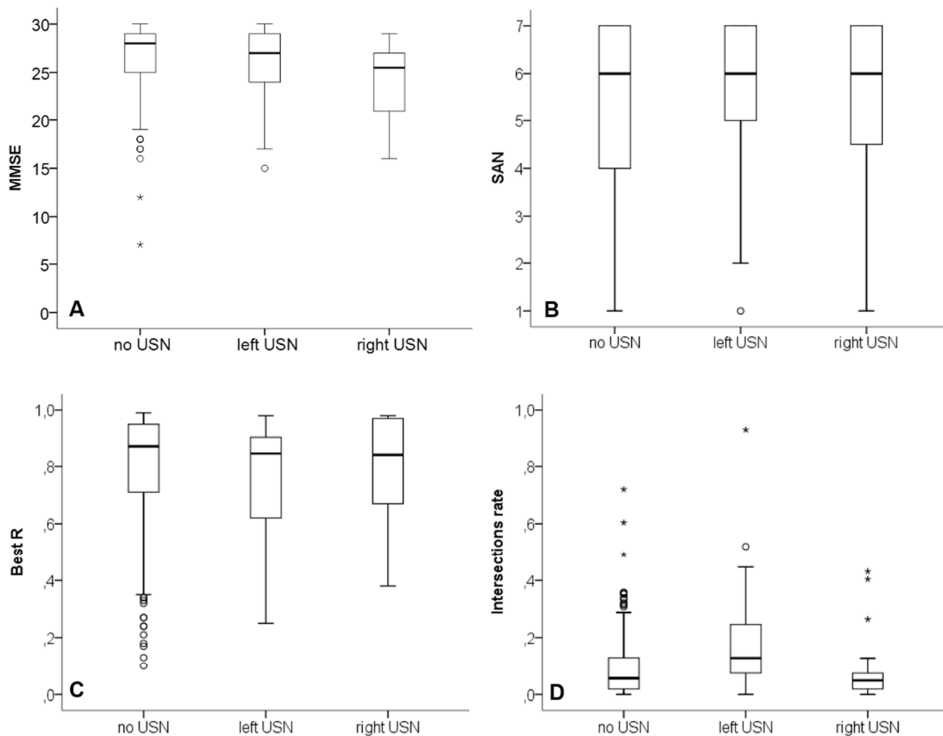 MMSE
30
25
20
15
10
5
0
A
no USN
left USN
right USN
SAN
7
6
5
4
3
2
1
B
no USN
left USN
right USN
Best R
1,0
,8
,6
,4
,2
,0
C
no USN
left USN
right USN
Intersections rate
1,0
,8
,6
,4
,2
,0
D
no USN
left USN
right USN